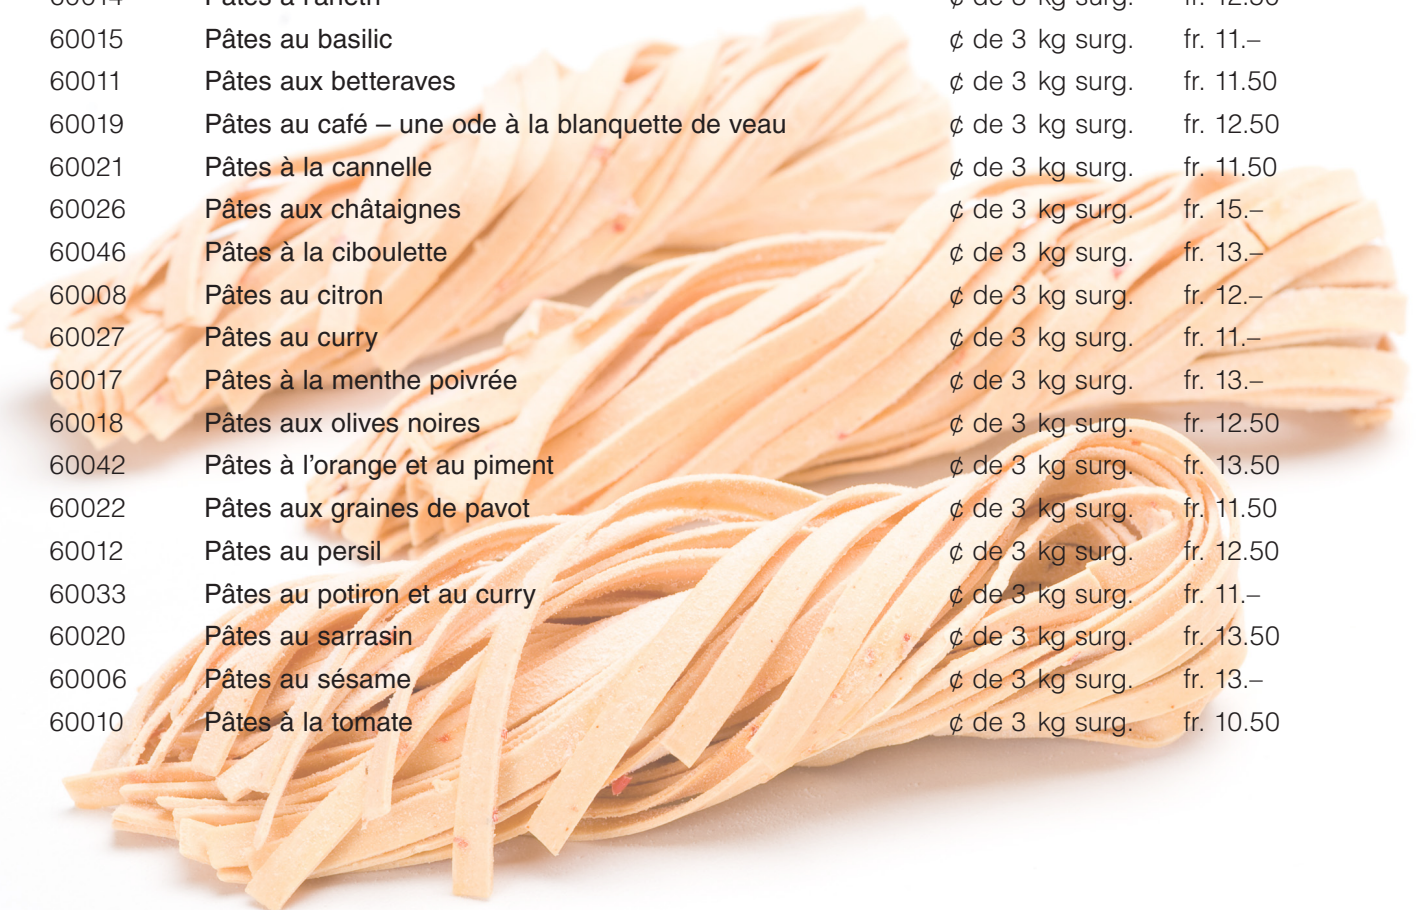 60015 Pâtes au basilic ¢ de 3 kg surg. fr. 11.–
60011 Pâtes aux betteraves ¢ de 3 kg surg. fr. 11.50
60019 Pâtes au café – une ode à la blanquette de veau ¢ de 3 kg surg. fr. 12.50
60021 Pâtes à la cannelle ¢ de 3 kg surg. fr. 11.50
60026 Pâtes aux châtaignes ¢ de 3 kg surg. fr. 15.–
60046 Pâtes à la ciboulette ¢ de 3 kg surg. fr. 13.–
60008 Pâtes au citron ¢ de 3 kg surg. fr. 12.–
60027 Pâtes au curry ¢ de 3 kg surg. fr. 11.–
60017 Pâtes à la menthe poivrée ¢ de 3 kg surg. fr. 13.–
60018 Pâtes aux olives noires ¢ de 3 kg surg. fr. 12.50
60042 Pâtes à l’orange et au piment ¢ de 3 kg surg. fr. 13.50
60022 Pâtes aux graines de pavot ¢ de 3 kg surg. fr. 11.50
60012 Pâtes au persil ¢ de 3 kg surg. fr. 12.50
60033 Pâtes au potiron et au curry ¢ de 3 kg surg. fr. 11.–
60020 Pâtes au sarrasin ¢ de 3 kg surg. fr. 13.50
60006 Pâtes au sésame ¢ de 3 kg surg. fr. 13.–
60010 Pâtes à la tomate ¢ de 3 kg surg. fr. 10.50